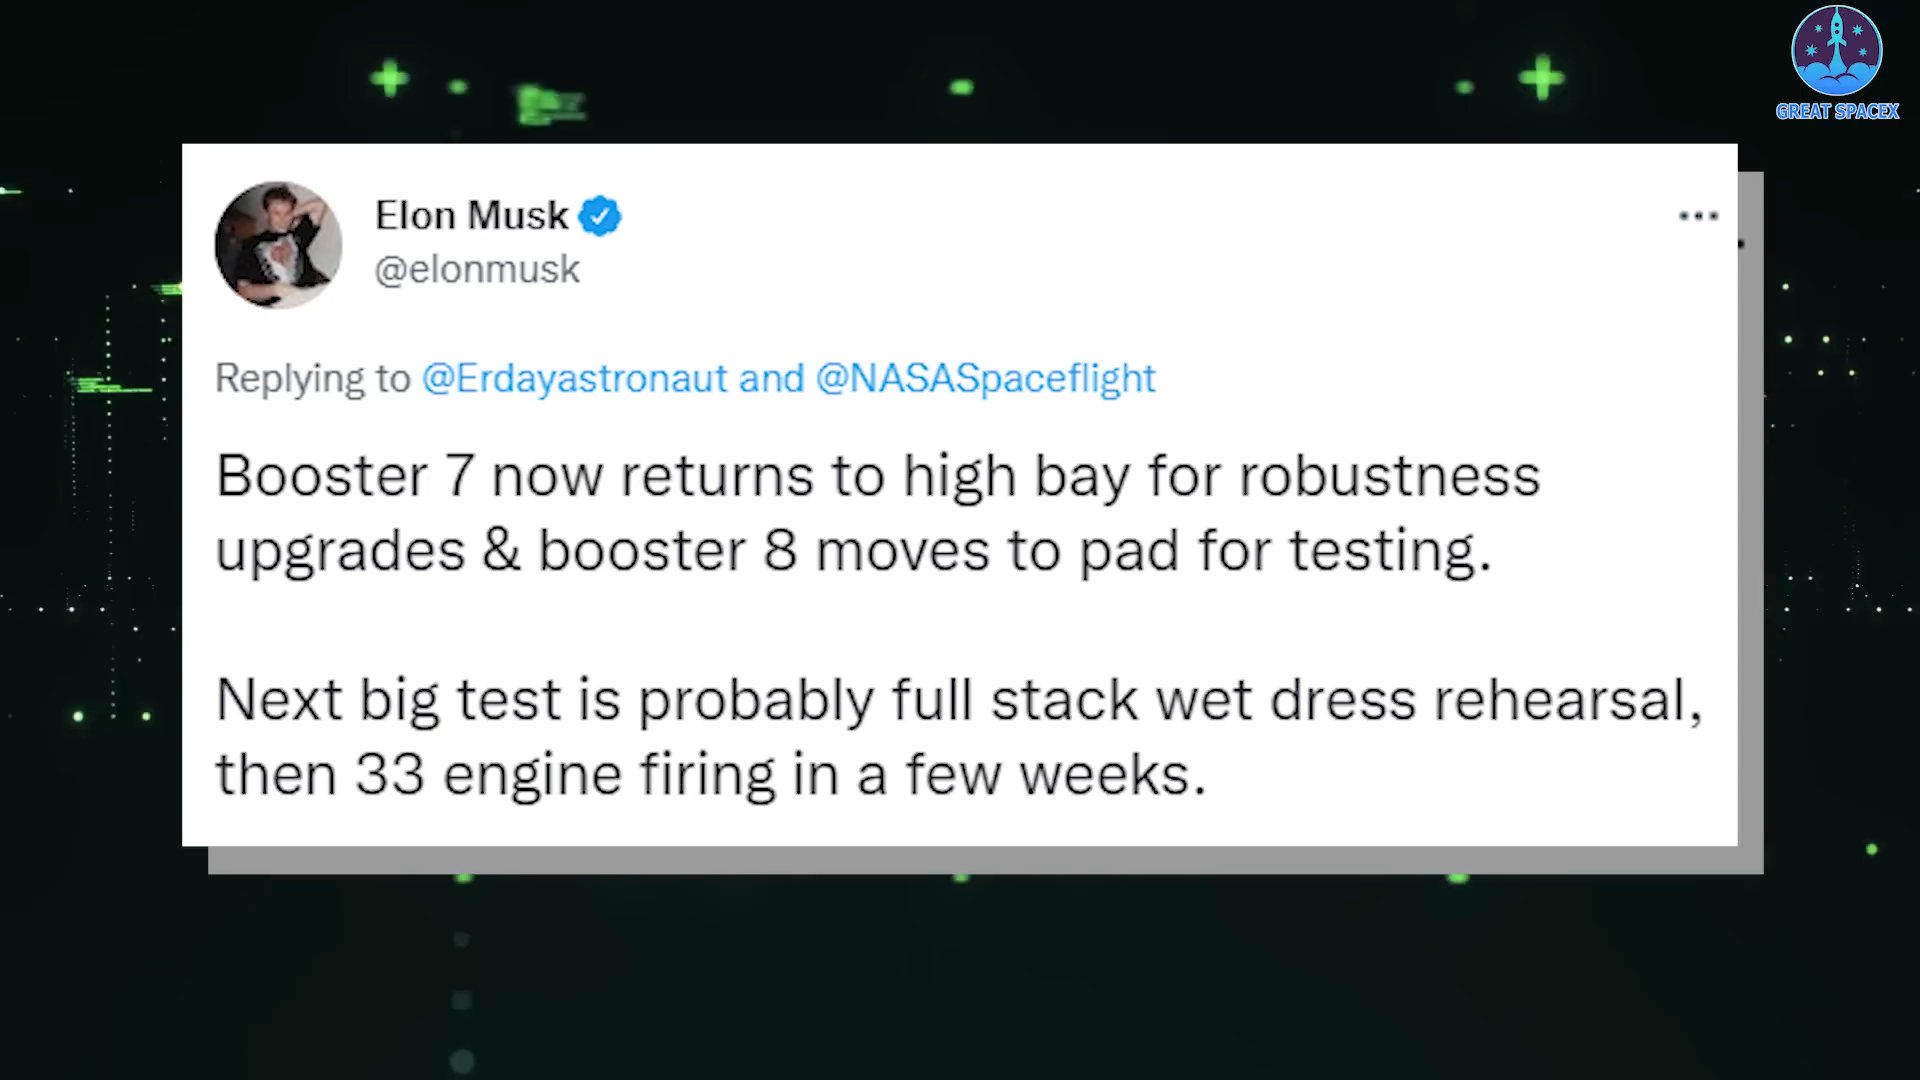 GREAT SPACEX
Elon Musk
@elonmusk
Replying to @Erdayastronaut and @NASASpaceflight
Booster 7 now returns to high bay for robustness
upgrades & booster 8 moves to pad for testing.
Next big test is probably full stack wet dress rehearsal,
then 33 engine firing in a few weeks.